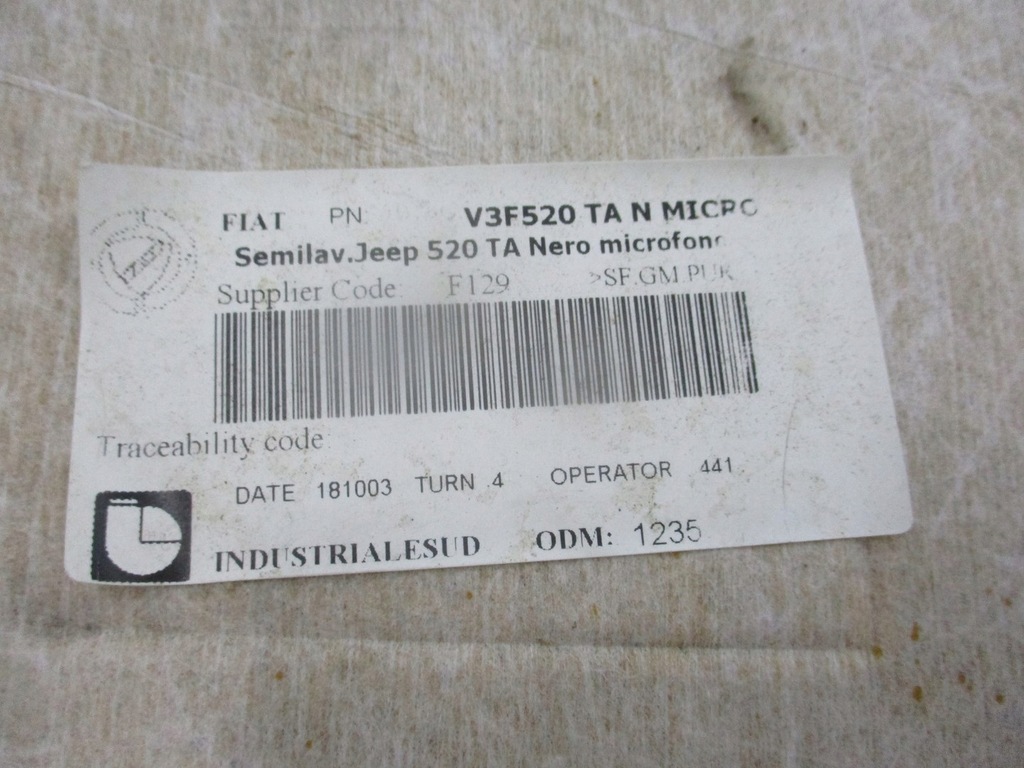 FIAT PN: V3F520 TA N MICRO
Semilav.Jeep 520 TA Nero microfono
Supplier Code: F129 >SF.GM.PUR
Traceability code:
DATE 181003 TURN 4 OPERATOR 441
INDUSTRIALESUD ODM: 1235